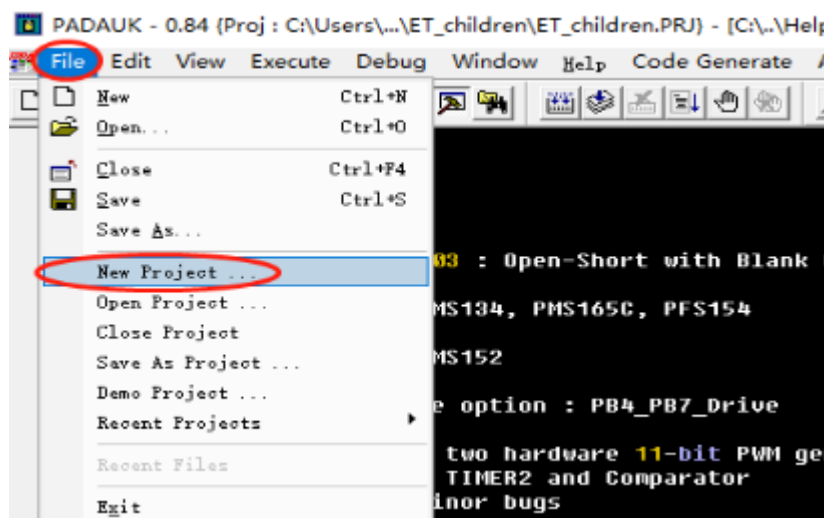 PADAUK - 0.84 {Proj : C:\Users\...\ET_children\ET_children.PRJ} - [C:\..\Help
File Edit View Execute Debug Window Help Code Generate
New Ctrl+N
Open... Ctrl+O
Close Ctrl+F4
Save Ctrl+S
Save As...
New Project ...
03 : Open-Short with Blank
Open Project ...
MS134, PMS165C, PFS154
Close Project
Save As Project ...
MS152
Demo Project ...
e option : PB4_PB7_Drive
Recent Projects
two hardware 11-bit PWM ge
Recent Files
TIMER2 and Comparator
Exit
inor bugs